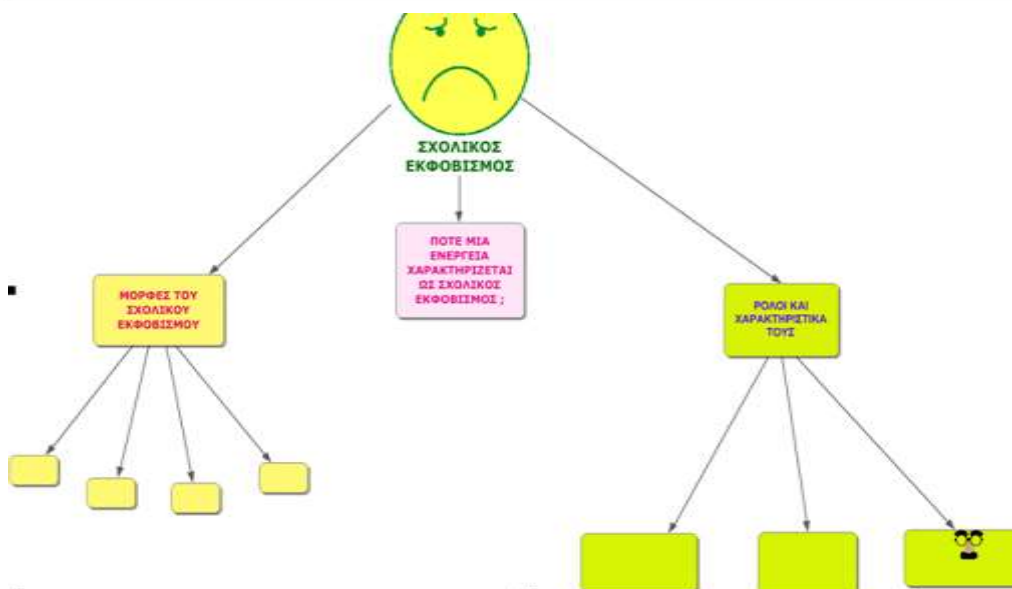 ΣΧΟΛΙΚΟΣ
ΕΚΦΟΒΙΣΜΟΣ
ΠΟΤΕ ΜΙΑ
ΕΝΕΡΓΕΙΑ
ΧΑΡΑΚΤΗΡΙΖΕΤΑΙ
ΩΣ ΣΧΟΛΙΚΟΣ
ΕΚΦΟΒΙΣΜΟΣ ;
ΜΟΡΦΕΣ ΤΟΥ
ΣΧΟΛΙΚΟΥ
ΕΚΦΟΒΙΣΜΟΥ
ΡΟΛΟΙ ΚΑΙ
ΧΑΡΑΚΤΗΡΙΣΤΙΚΑ
ΤΟΥΣ